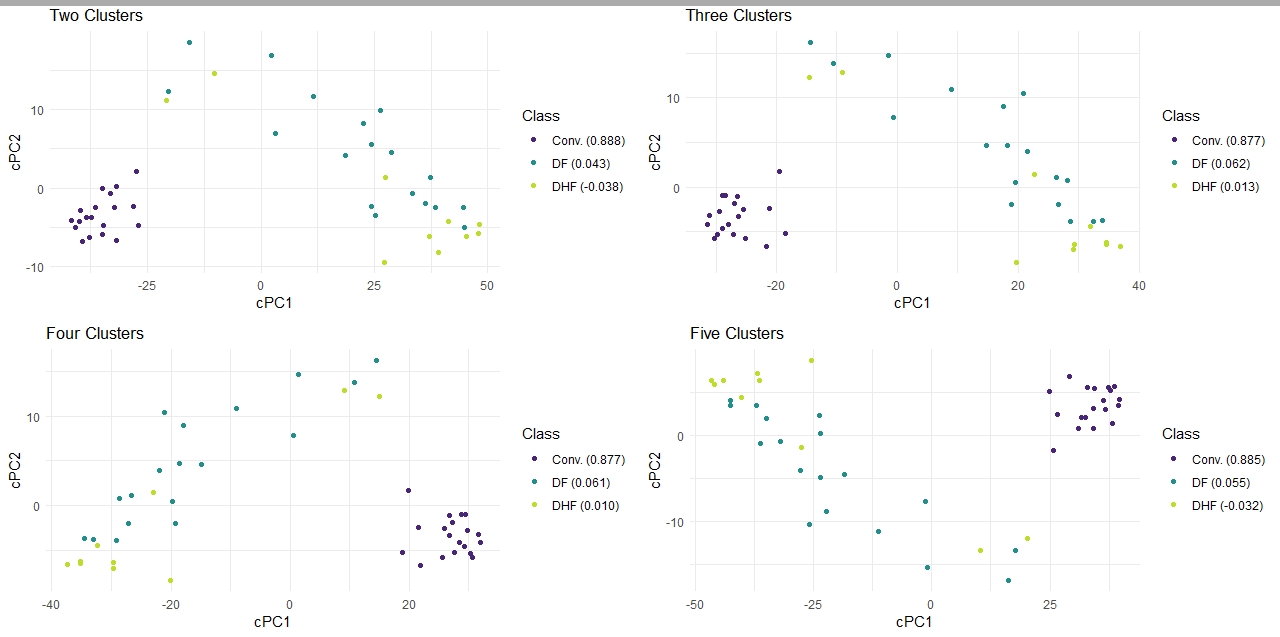 Two Clusters
10
0
-10
cPC2
-25
0
25
50
cPC1
Class
Conv. (0.888)
DF (0.043)
DHF (-0.038)
Three Clusters
10
0
cPC2
-20
0
20
40
cPC1
Class
Conv. (0.877)
DF (0.062)
DHF (0.013)
Four Clusters
10
0
cPC2
-40
-20
0
20
cPC1
Class
Conv. (0.877)
DF (0.061)
DHF (0.010)
Five Clusters
0
-10
cPC2
-50
-25
0
25
cPC1
Class
Conv. (0.885)
DF (0.055)
DHF (-0.032)